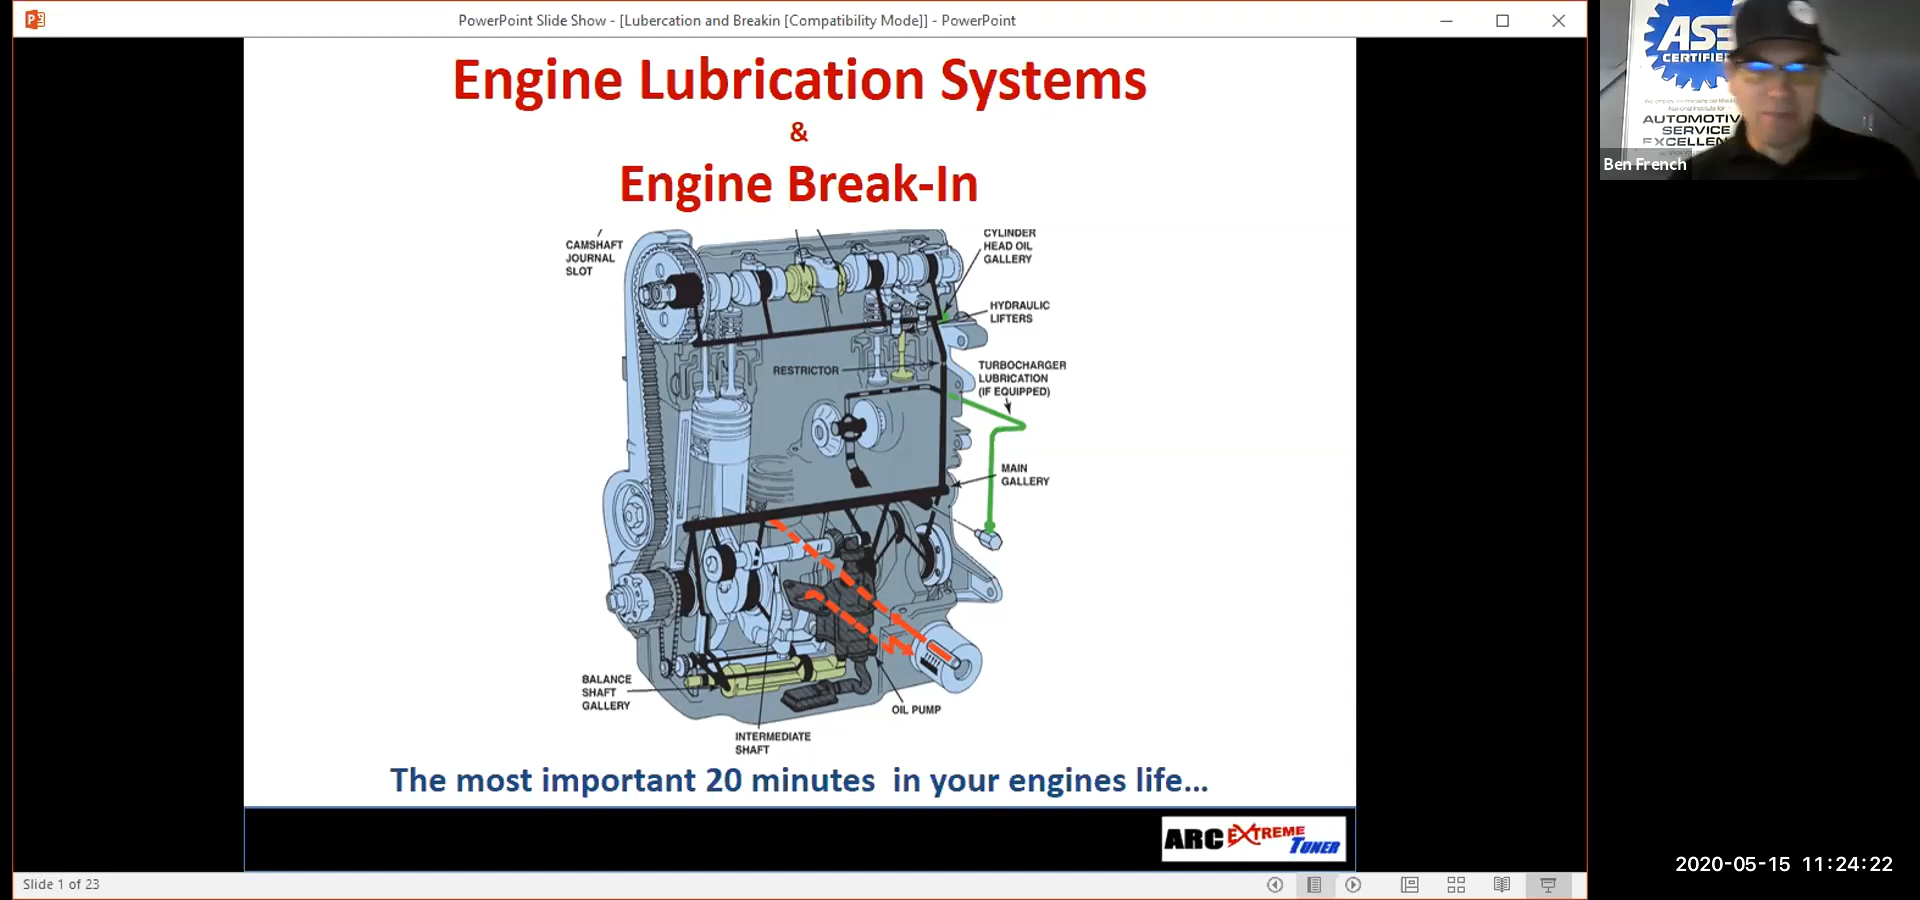 PowerPoint Slide Show - [Lubercation and Breakin [Compatibility Mode]] - PowerPoint
Engine Lubrication Systems
&
Engine Break-In
CAMSHAFT
JOURNAL
SLOT
CYLINDER
HEAD OIL
GALLERY
HYDRAULIC
LIFTERS
RESTRICTOR
TURBOCHARGER
LUBRICATION
(IF EQUIPPED)
MAIN
GALLERY
BALANCE
SHAFT
GALLERY
OIL PUMP
INTERMEDIATE
SHAFT
The most important 20 minutes in your engines life...
ARC EXTREME
TUNER
Slide 1 of 23
ASE
CERTIFIE
AUTOMOTIV
SERVICE
EXCELLEN
Ben French
2020-05-15 11:24:22